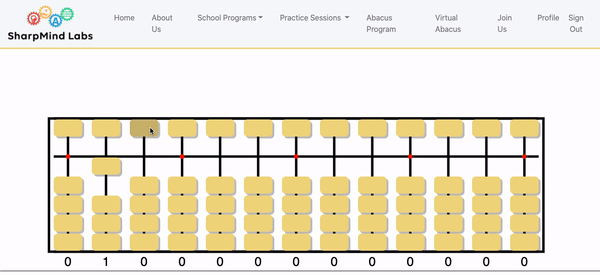 SharpMind Labs
Home
About Us
School Programs
Practice Sessions
Abacus Program
Virtual Abacus
Join Us
Profile
Sign Out
0 1 0 0 0 0 0 0 0 0 0 0 0